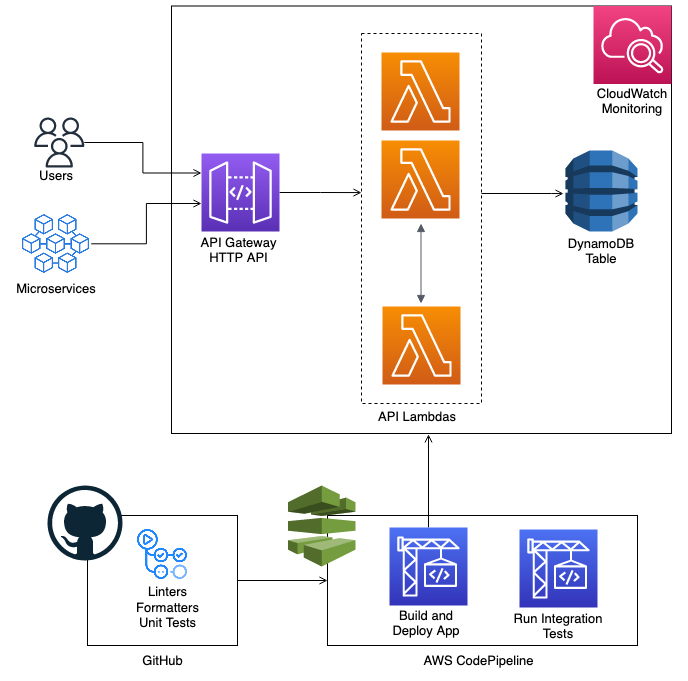 CloudWatch
Monitoring
Users
API Gateway
HTTP API
DynamoDB
Table
Microservices
API Lambdas
Linters
Formatters
Unit Tests
Build and
Deploy App
Run Integration
Tests
GitHub
AWS CodePipeline